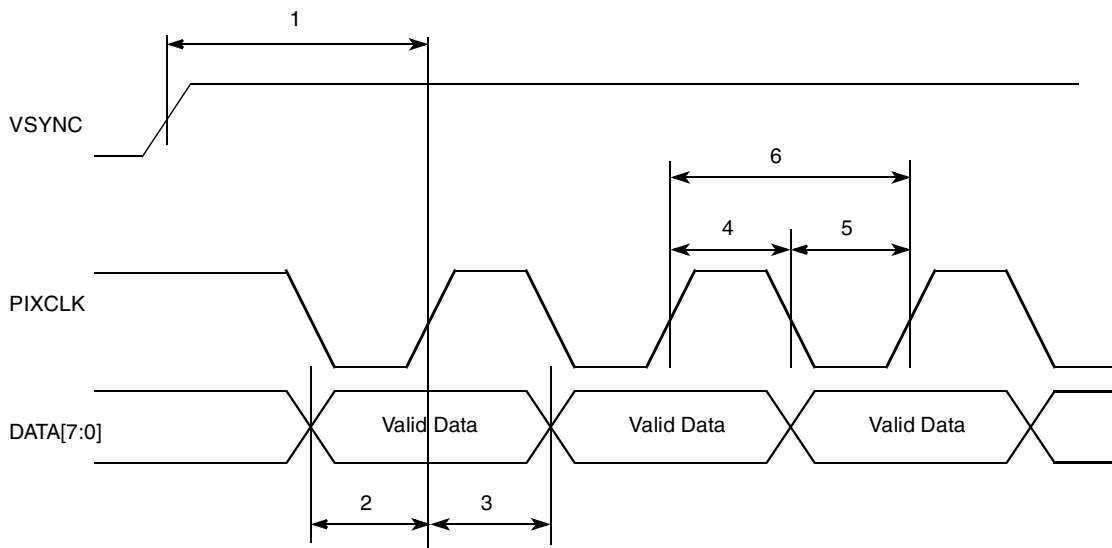 1
VSYNC
6
4 5
PIXCLK
DATA[7:0] Valid Data Valid Data Valid Data
2 3